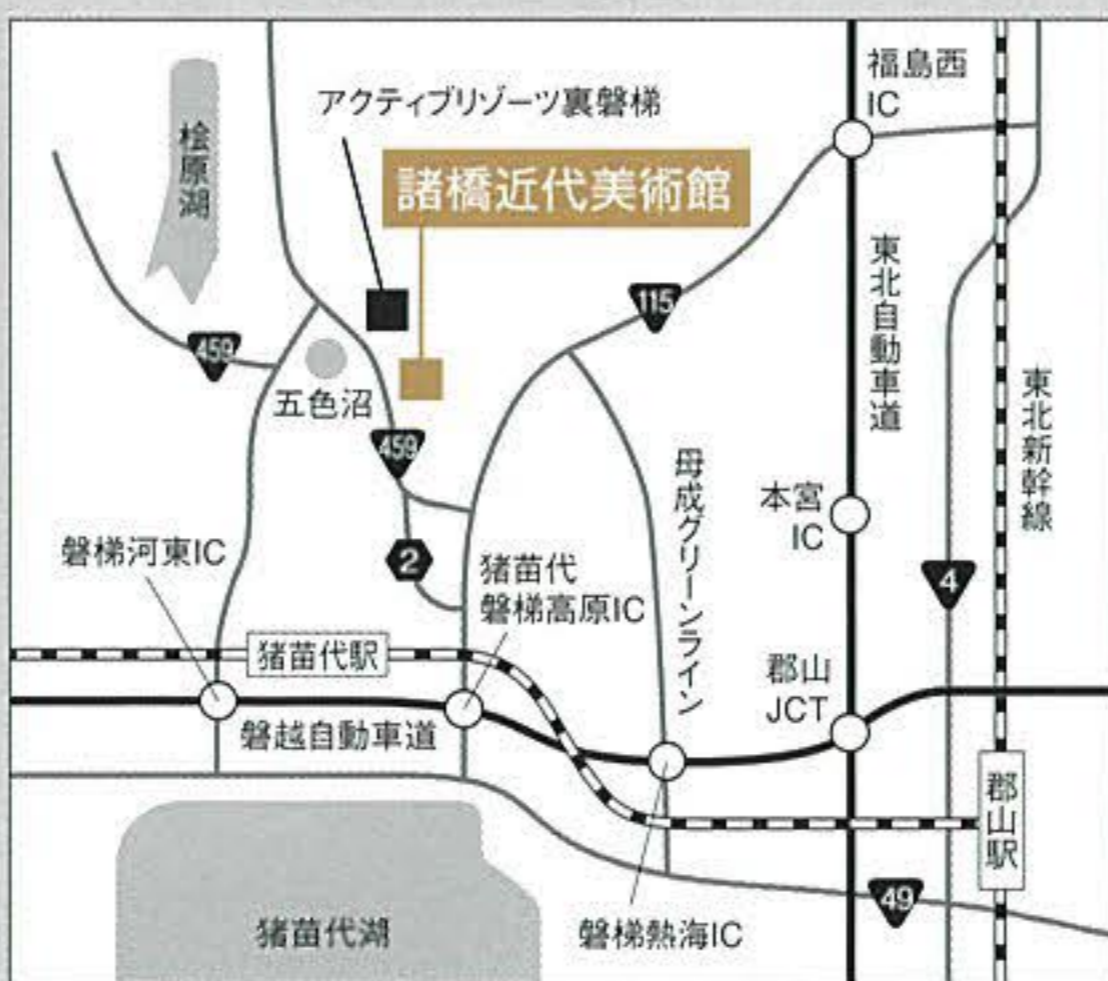 福島西
IC
アクティブリゾーツ裏磐梯
桧原湖
諸橋近代美術館
東北自動車道
115
459
五色沼
東北新幹線
459
母成グリーンライン
本宮
IC
磐梯河東IC
2
猪苗代
磐梯高原IC
4
猪苗代駅
郡山
JCT
磐越自動車道
郡山駅
49
猪苗代湖
磐梯熱海IC